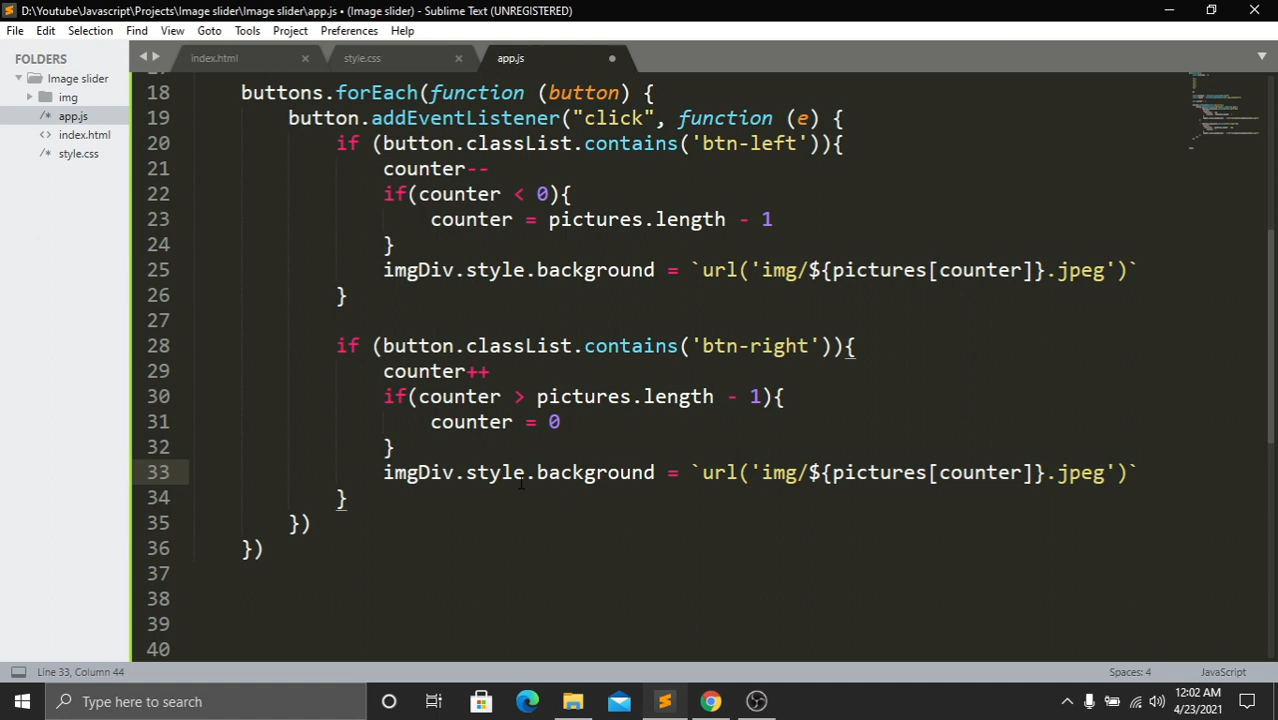 D:\Youtube\Javascript\Projects\Image slider\Image slider\app.js • (Image slider) - Sublime Text (UNREGISTERED)
File Edit Selection Find View Goto Tools Project Preferences Help
FOLDERS
Image slider
img
app.js
index.html
style.css
index.html
style.css
app.js
18 buttons.forEach(function (button) {
19 button.addEventListener("click", function (e) {
20 if (button.classList.contains('btn-left')){
21 counter--
22 if(counter < 0){
23 counter = pictures.length - 1
24 }
25 imgDiv.style.background = `url('img/${pictures[counter]}.jpeg')`
26 }
27
28 if (button.classList.contains('btn-right')){
29 counter++
30 if(counter > pictures.length - 1){
31 counter = 0
32 }
33 imgDiv.style.background = `url('img/${pictures[counter]}.jpeg')`
34 }
35 })
36 })
37
38
39
40
Line 33, Column 44
Spaces: 4
JavaScript
Type here to search
12:02 AM
4/23/2021